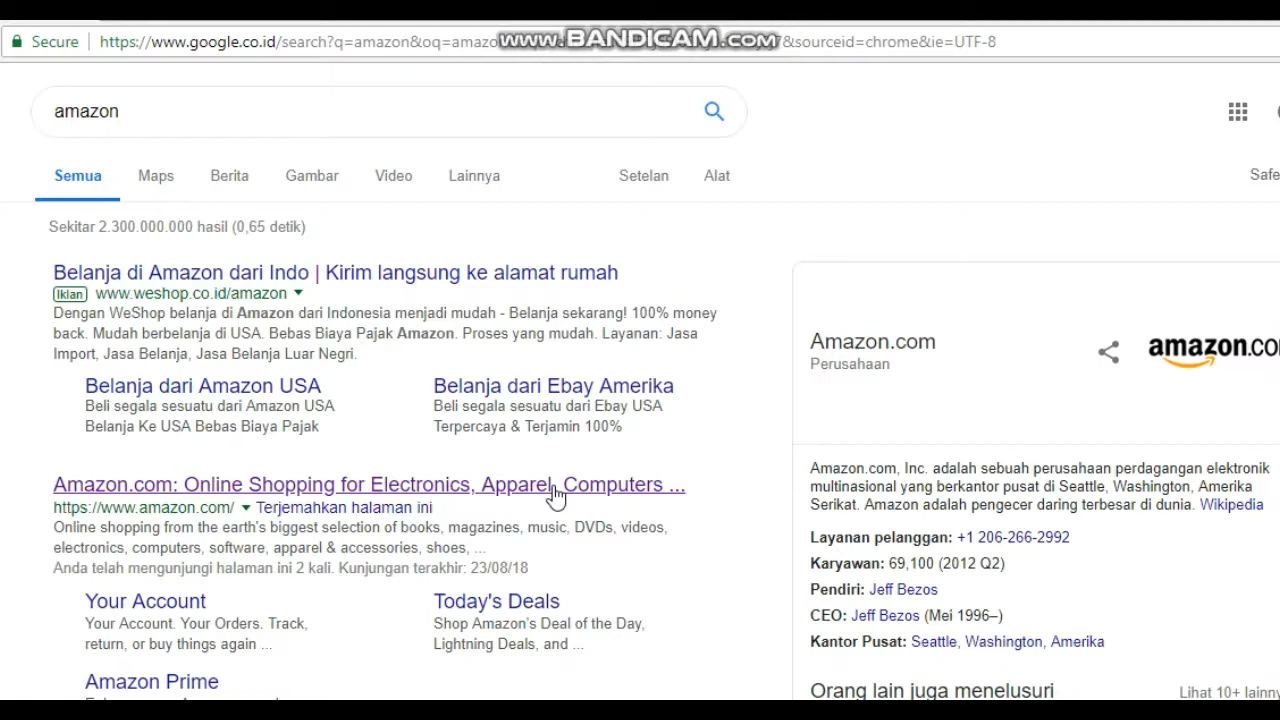 Secure
https://www.google.co.id/search?q=amazon&oq=amazo
www.BANDICAM.com
7&sourceid=chrome&ie=UTF-8
amazon
Semua Maps Berita Gambar Video Lainnya Setelan Alat
Safe
Sekitar 2.300.000.000 hasil (0,65 detik)
Belanja di Amazon dari Indo | Kirim langsung ke alamat rumah
Iklan www.weshop.co.id/amazon
Dengan WeShop belanja di Amazon dari Indonesia menjadi mudah - Belanja sekarang! 100% money
back. Mudah berbelanja di USA. Bebas Biaya Pajak Amazon. Proses yang mudah. Layanan: Jasa
Import, Jasa Belanja, Jasa Belanja Luar Negri.
Belanja dari Amazon USA
Beli segala sesuatu dari Amazon USA
Belanja Ke USA Bebas Biaya Pajak
Belanja dari Ebay Amerika
Beli segala sesuatu dari Ebay USA
Terpercaya & Terjamin 100%
Amazon.com: Online Shopping for Electronics, Apparel, Computers ...
https://www.amazon.com/ Terjemahkan halaman ini
Online shopping from the earth's biggest selection of books, magazines, music, DVDs, videos,
electronics, computers, software, apparel & accessories, shoes, ...
Anda telah mengunjungi halaman ini 2 kali. Kunjungan terakhir: 23/08/18
Your Account
Your Account. Your Orders. Track,
return, or buy things again ...
Today's Deals
Shop Amazon's Deal of the Day,
Lightning Deals, and ...
Amazon Prime
Amazon.com
Perusahaan
amazon.co
Amazon.com, Inc. adalah sebuah perusahaan perdagangan elektronik
multinasional yang berkantor pusat di Seattle, Washington, Amerika
Serikat. Amazon adalah pengecer daring terbesar di dunia. Wikipedia
Layanan pelanggan: +1 206-266-2992
Karyawan: 69,100 (2012 Q2)
Pendiri: Jeff Bezos
CEO: Jeff Bezos (Mei 1996–)
Kantor Pusat: Seattle, Washington, Amerika
Orang lain juga menelusuri
Lihat 10+ lainny